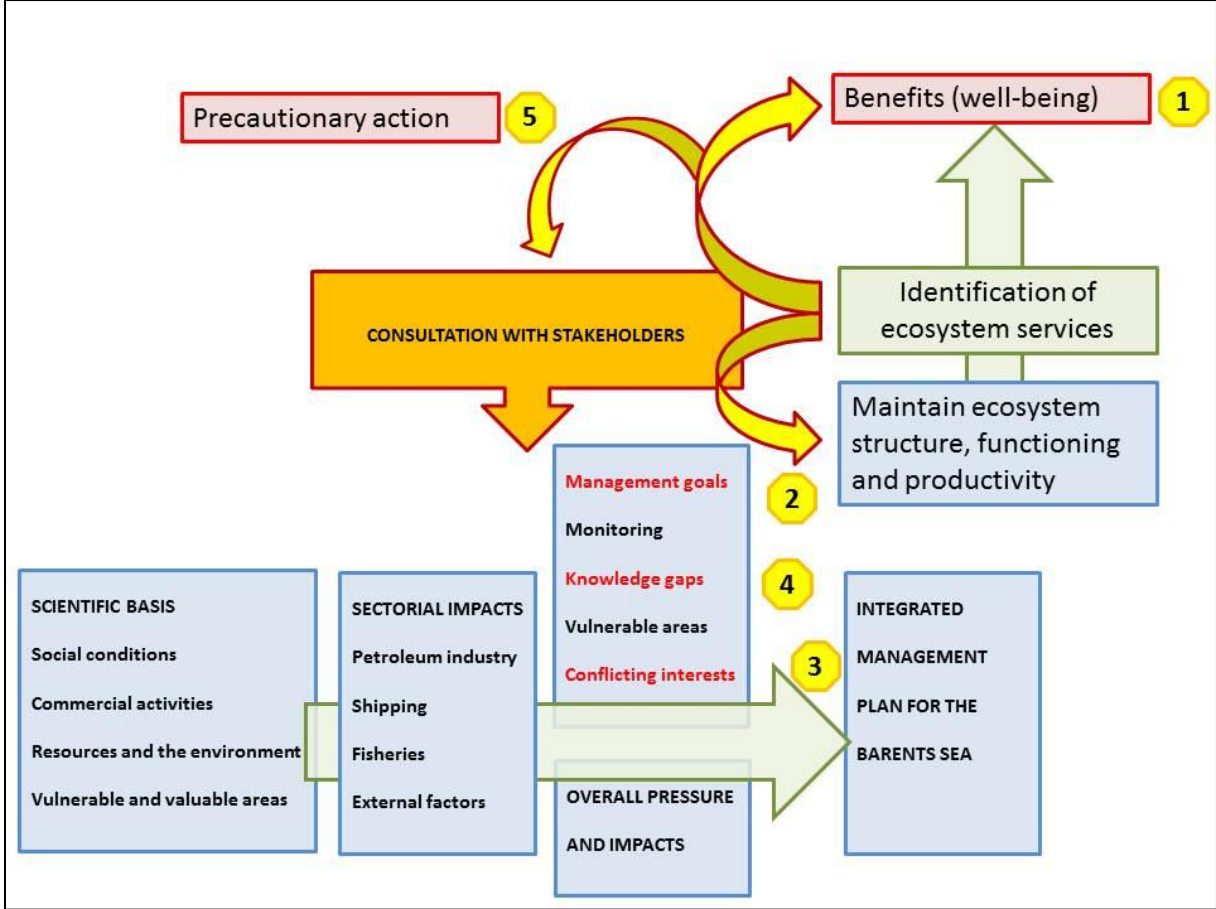 Precautionary action
5
Benefits (well-being)
1
CONSULTATION WITH STAKEHOLDERS
Identification of
ecosystem services
Maintain ecosystem
structure, functioning
and productivity
Management goals
2
Monitoring
Knowledge gaps
4
Vulnerable areas
Conflicting interests
3
SCIENTIFIC BASIS
Social conditions
Commercial activities
Resources and the environment
Vulnerable and valuable areas
SECTORIAL IMPACTS
Petroleum industry
Shipping
Fisheries
External factors
OVERALL PRESSURE
AND IMPACTS
INTEGRATED
MANAGEMENT
PLAN FOR THE
BARENTS SEA